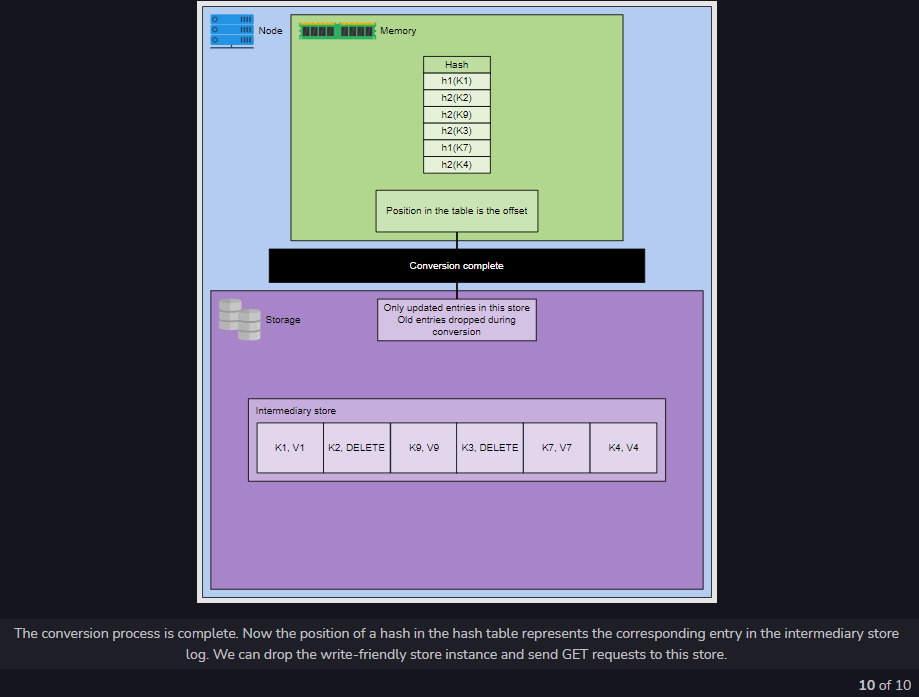 Node
Memory
Hash
h1(K1)
h2(K2)
h2(K9)
h2(K3)
h1(K7)
h2(K4)
Position in the table is the offset
Conversion complete
Only updated entries in this store
Old entries dropped during
conversion
Storage
Intermediary store
K1, V1
K2, DELETE
K9, V9
K3, DELETE
K7, V7
K4, V4
The conversion process is complete. Now the position of a hash in the hash table represents the corresponding entry in the intermediary store
log. We can drop the write-friendly store instance and send GET requests to this store.
10 of 10